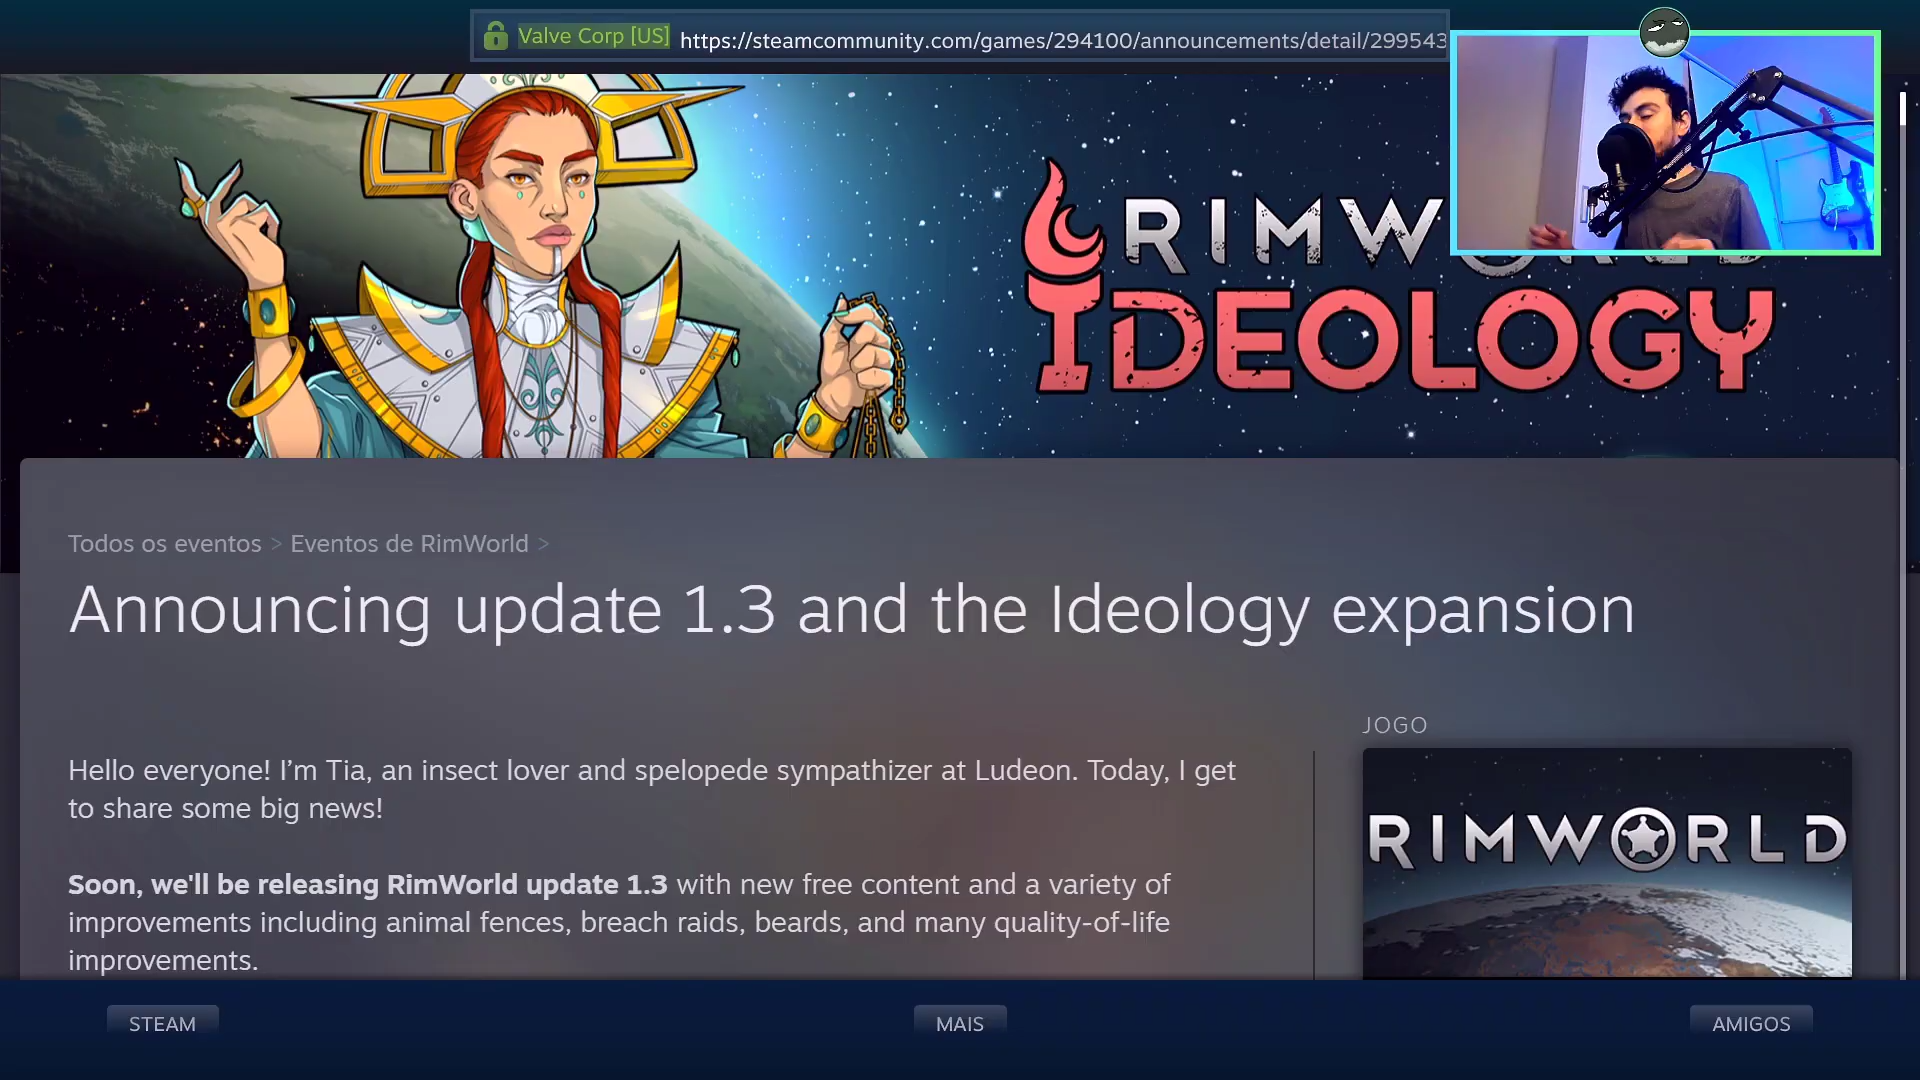 Valve Corp [US] https://steamcommunity.com/games/294100/announcements/detail/299543
RIMWORLD
IDEOLOGY
Todos os eventos > Eventos de RimWorld >
Announcing update 1.3 and the Ideology expansion
JOGO
Hello everyone! I’m Tia, an insect lover and spelopede sympathizer at Ludeon. Today, I get
to share some big news!
RIMWORLD
Soon, we'll be releasing RimWorld update 1.3 with new free content and a variety of
improvements including animal fences, breach raids, beards, and many quality-of-life
improvements.
STEAM
MAIS
AMIGOS